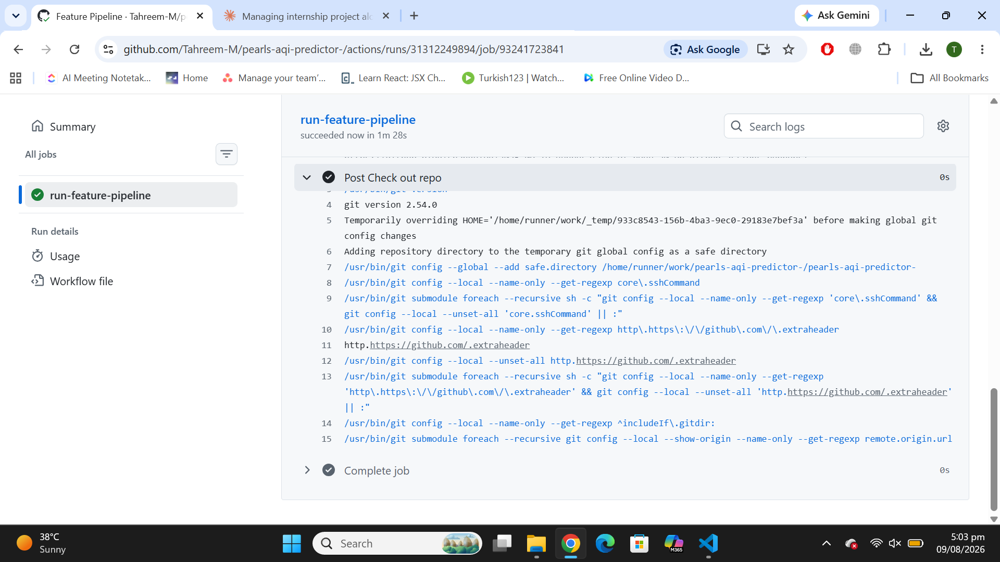 Feature Pipeline · Tahreem-M/p
Managing internship project alo
Ask Gemini
github.com/Tahreem-M/pearls-aqi-predictor-/actions/runs/31312249894/job/93241723841
Ask Google
T
AI Meeting Notetak...
Home
Manage your team'...
Learn React: JSX Ch...
Turkish123 | Watch...
Free Online Video D...
All Bookmarks
Summary
All jobs
run-feature-pipeline
Run details
Usage
Workflow file
run-feature-pipeline
succeeded now in 1m 28s
Search logs
Post Check out repo
0s
3 /usr/bin/git version
4 git version 2.54.0
5 Temporarily overriding HOME='/home/runner/work/_temp/933c8543-156b-4ba3-9ec0-29183e7bef3a' before making global git
config changes
6 Adding repository directory to the temporary git global config as a safe directory
7 /usr/bin/git config --global --add safe.directory /home/runner/work/pearls-aqi-predictor-/pearls-aqi-predictor-
8 /usr/bin/git config --local --name-only --get-regexp core\.sshCommand
9 /usr/bin/git submodule foreach --recursive sh -c "git config --local --name-only --get-regexp 'core\.sshCommand' &&
git config --local --unset-all 'core.sshCommand' || :"
10 /usr/bin/git config --local --name-only --get-regexp http\.https\:\/\/github\.com\/\.extraheader
11 http.https://github.com/.extraheader
12 /usr/bin/git config --local --unset-all http.https://github.com/.extraheader
13 /usr/bin/git submodule foreach --recursive sh -c "git config --local --name-only --get-regexp
'http\.https\:\/\/github\.com\/\.extraheader' && git config --local --unset-all 'http.https://github.com/.extraheader'
|| :"
14 /usr/bin/git config --local --name-only --get-regexp ^includeIf\.gitdir:
15 /usr/bin/git submodule foreach --recursive git config --local --show-origin --name-only --get-regexp remote.origin.url
Complete job
0s
38°C
Sunny
Search
M365
5:03 pm
09/08/2026